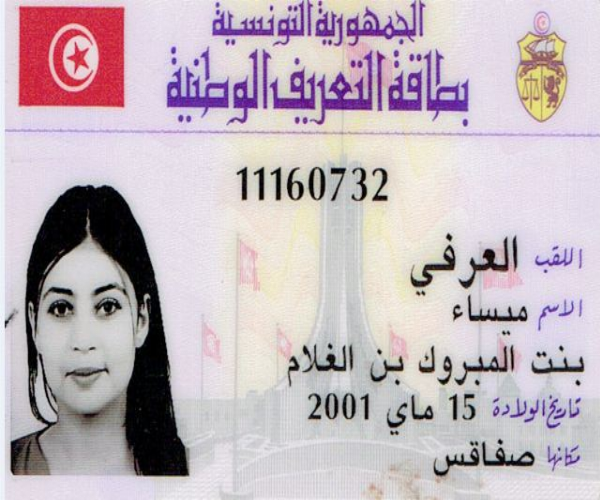 الجمهورية التونسية
بطاقة التعريف الوطنية
11160732
اللقب العرفي
الاسم ميساء
بنت المبروك بن الغلام
تاريخ الولادة 15 ماي 2001
مكانها صفاقس